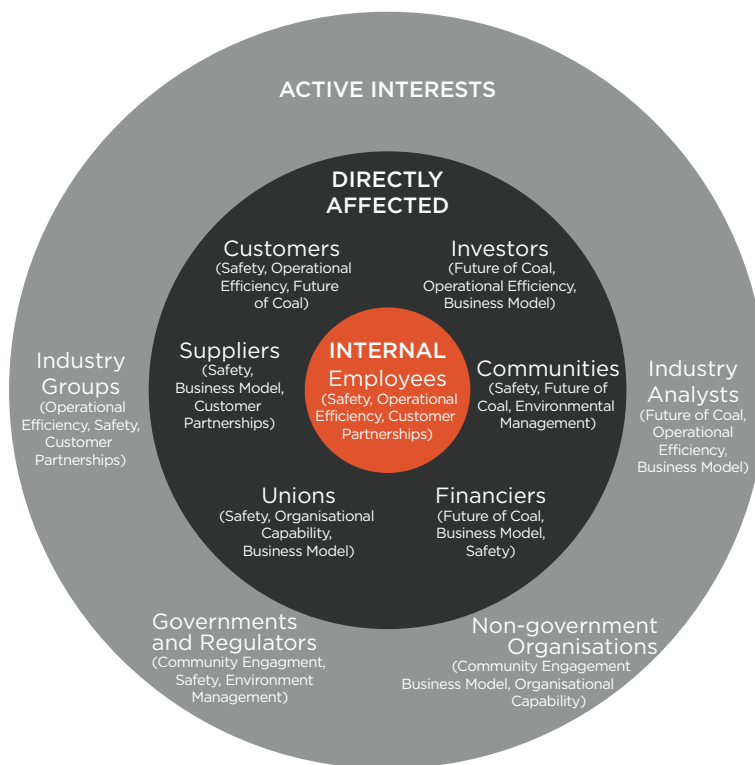 ACTIVE INTERESTS
DIRECTLY
AFFECTED
Customers
(Safety, Operational
Efficiency, Future
of Coal)
Investors
(Future of Coal,
Operational Efficiency,
Business Model)
Industry
Groups
(Operational
Efficiency, Safety,
Customer
Partnerships)
Suppliers
(Safety,
Business Model,
Customer
Partnerships)
INTERNAL
Employees
(Safety, Operational
Efficiency, Customer
Partnerships)
Communities
(Safety, Future of
Coal, Environmental
Management)
Industry
Analysts
(Future of Coal,
Operational
Efficiency,
Business Model)
Unions
(Safety, Organisational
Capability,
Business Model)
Financiers
(Future of Coal,
Business Model,
Safety)
Governments
and Regulators
(Community Engagment,
Safety, Environment
Management)
Non-government
Organisations
(Community Engagement
Business Model, Organisational
Capability)